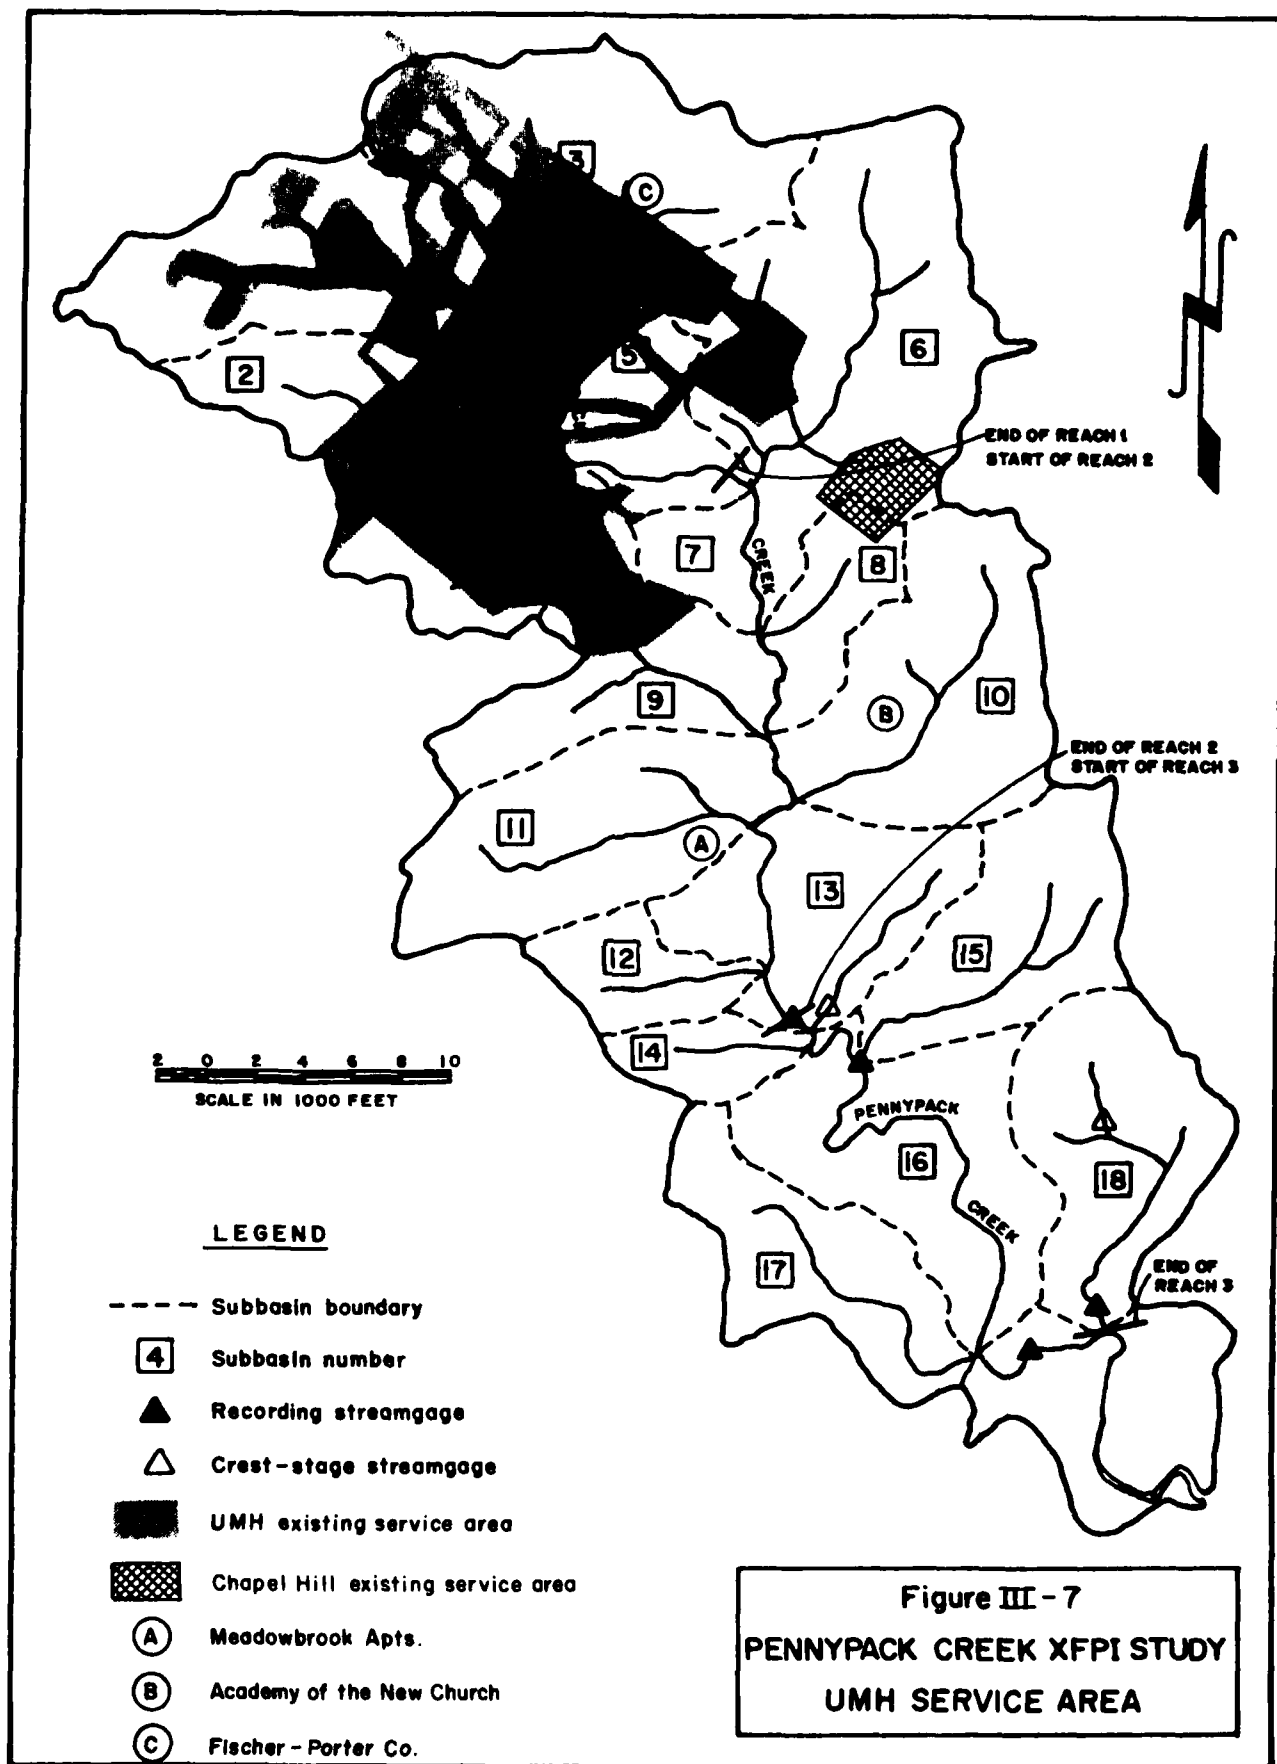 3
C
5
2
6
END OF REACH 1
START OF REACH 2
7
CREEK
8
9
B
10
END OF REACH 2
START OF REACH 3
11
A
13
12
15
14
2 0 2 4 6 8 10
SCALE IN 1000 FEET
PENNYPACK
16
18
CREEK
17
END OF
REACH 3
LEGEND
Subbasin boundary
4 Subbasin number
Recording streamgage
Crest-stage streamgage
UMH existing service area
Chapel Hill existing service area
A Meadowbrook Apts.
B Academy of the New Church
C Fischer-Porter Co.
Figure III-7
PENNYPACK CREEK XFPI STUDY
UMH SERVICE AREA